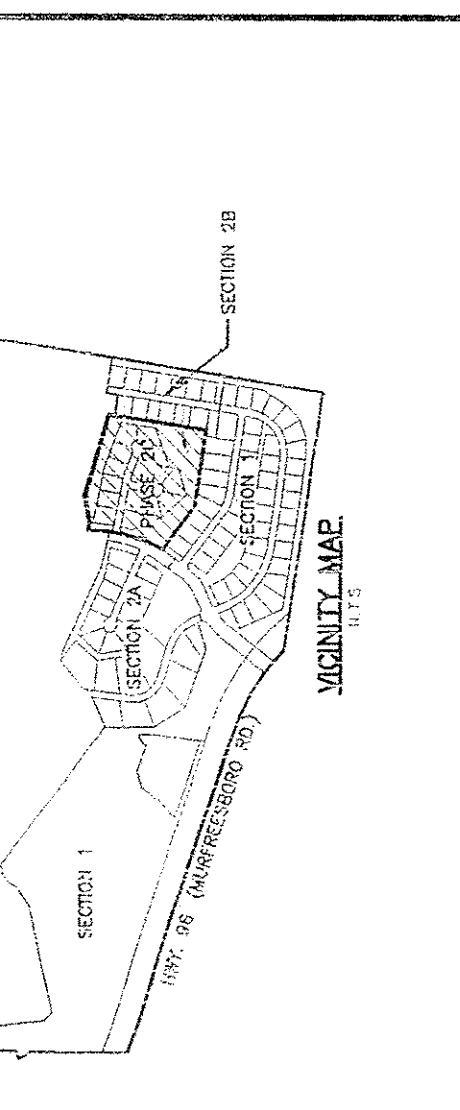 SECTION 2B
PHASE 2C
SECTION 1
SECTION 2A
SECTION 1
HWY. 96 (MURFREESBORO RD.)
VICINITY MAP
N.T.S